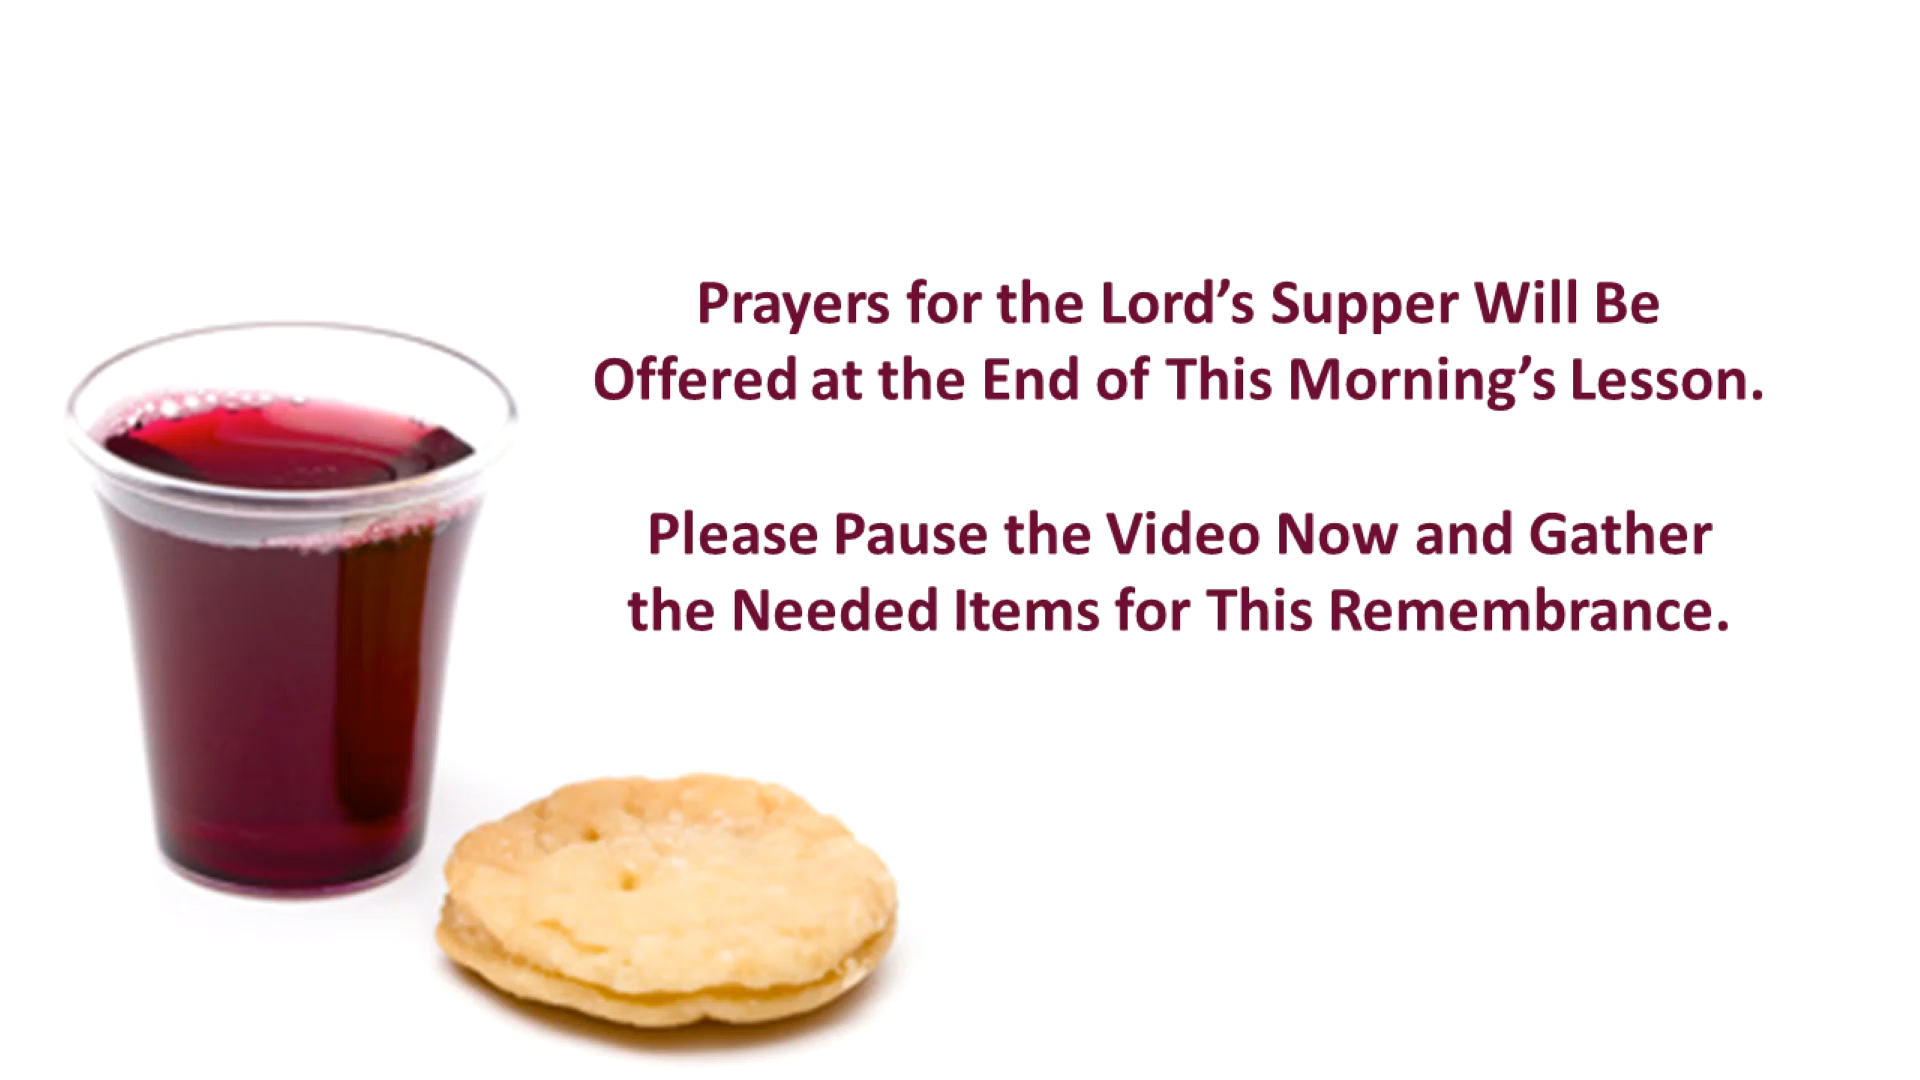 Prayers for the Lord’s Supper Will Be
Offered at the End of This Morning’s Lesson.
Please Pause the Video Now and Gather
the Needed Items for This Remembrance.